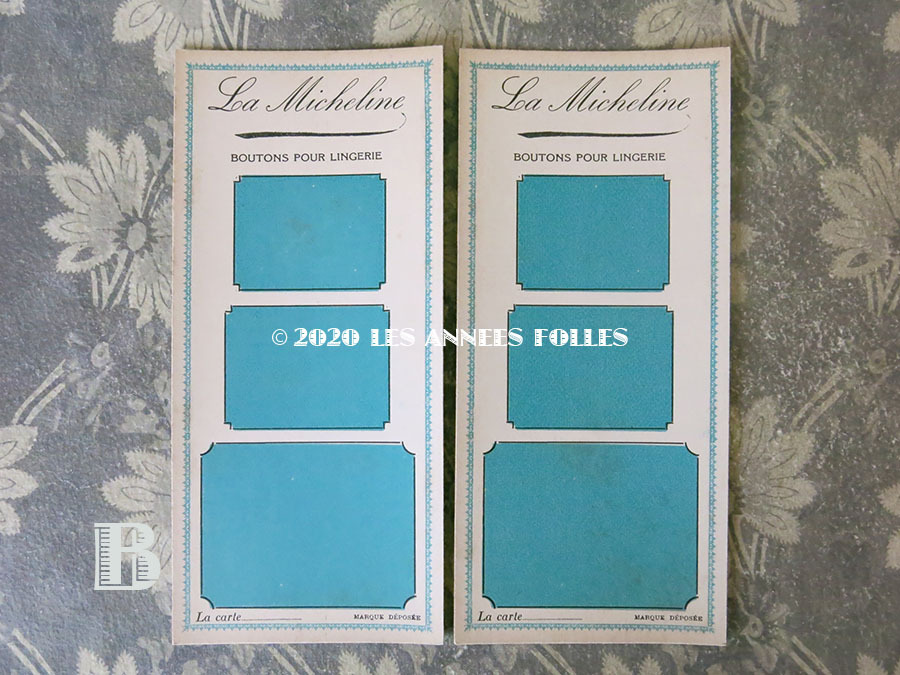 La Micheline
BOUTONS POUR LINGERIE
La carte
MARQUE DÉPOSÉE
La Micheline
BOUTONS POUR LINGERIE
La carte
MARQUE DÉPOSÉE
© 2020 LES ANNEES FOLLES
B